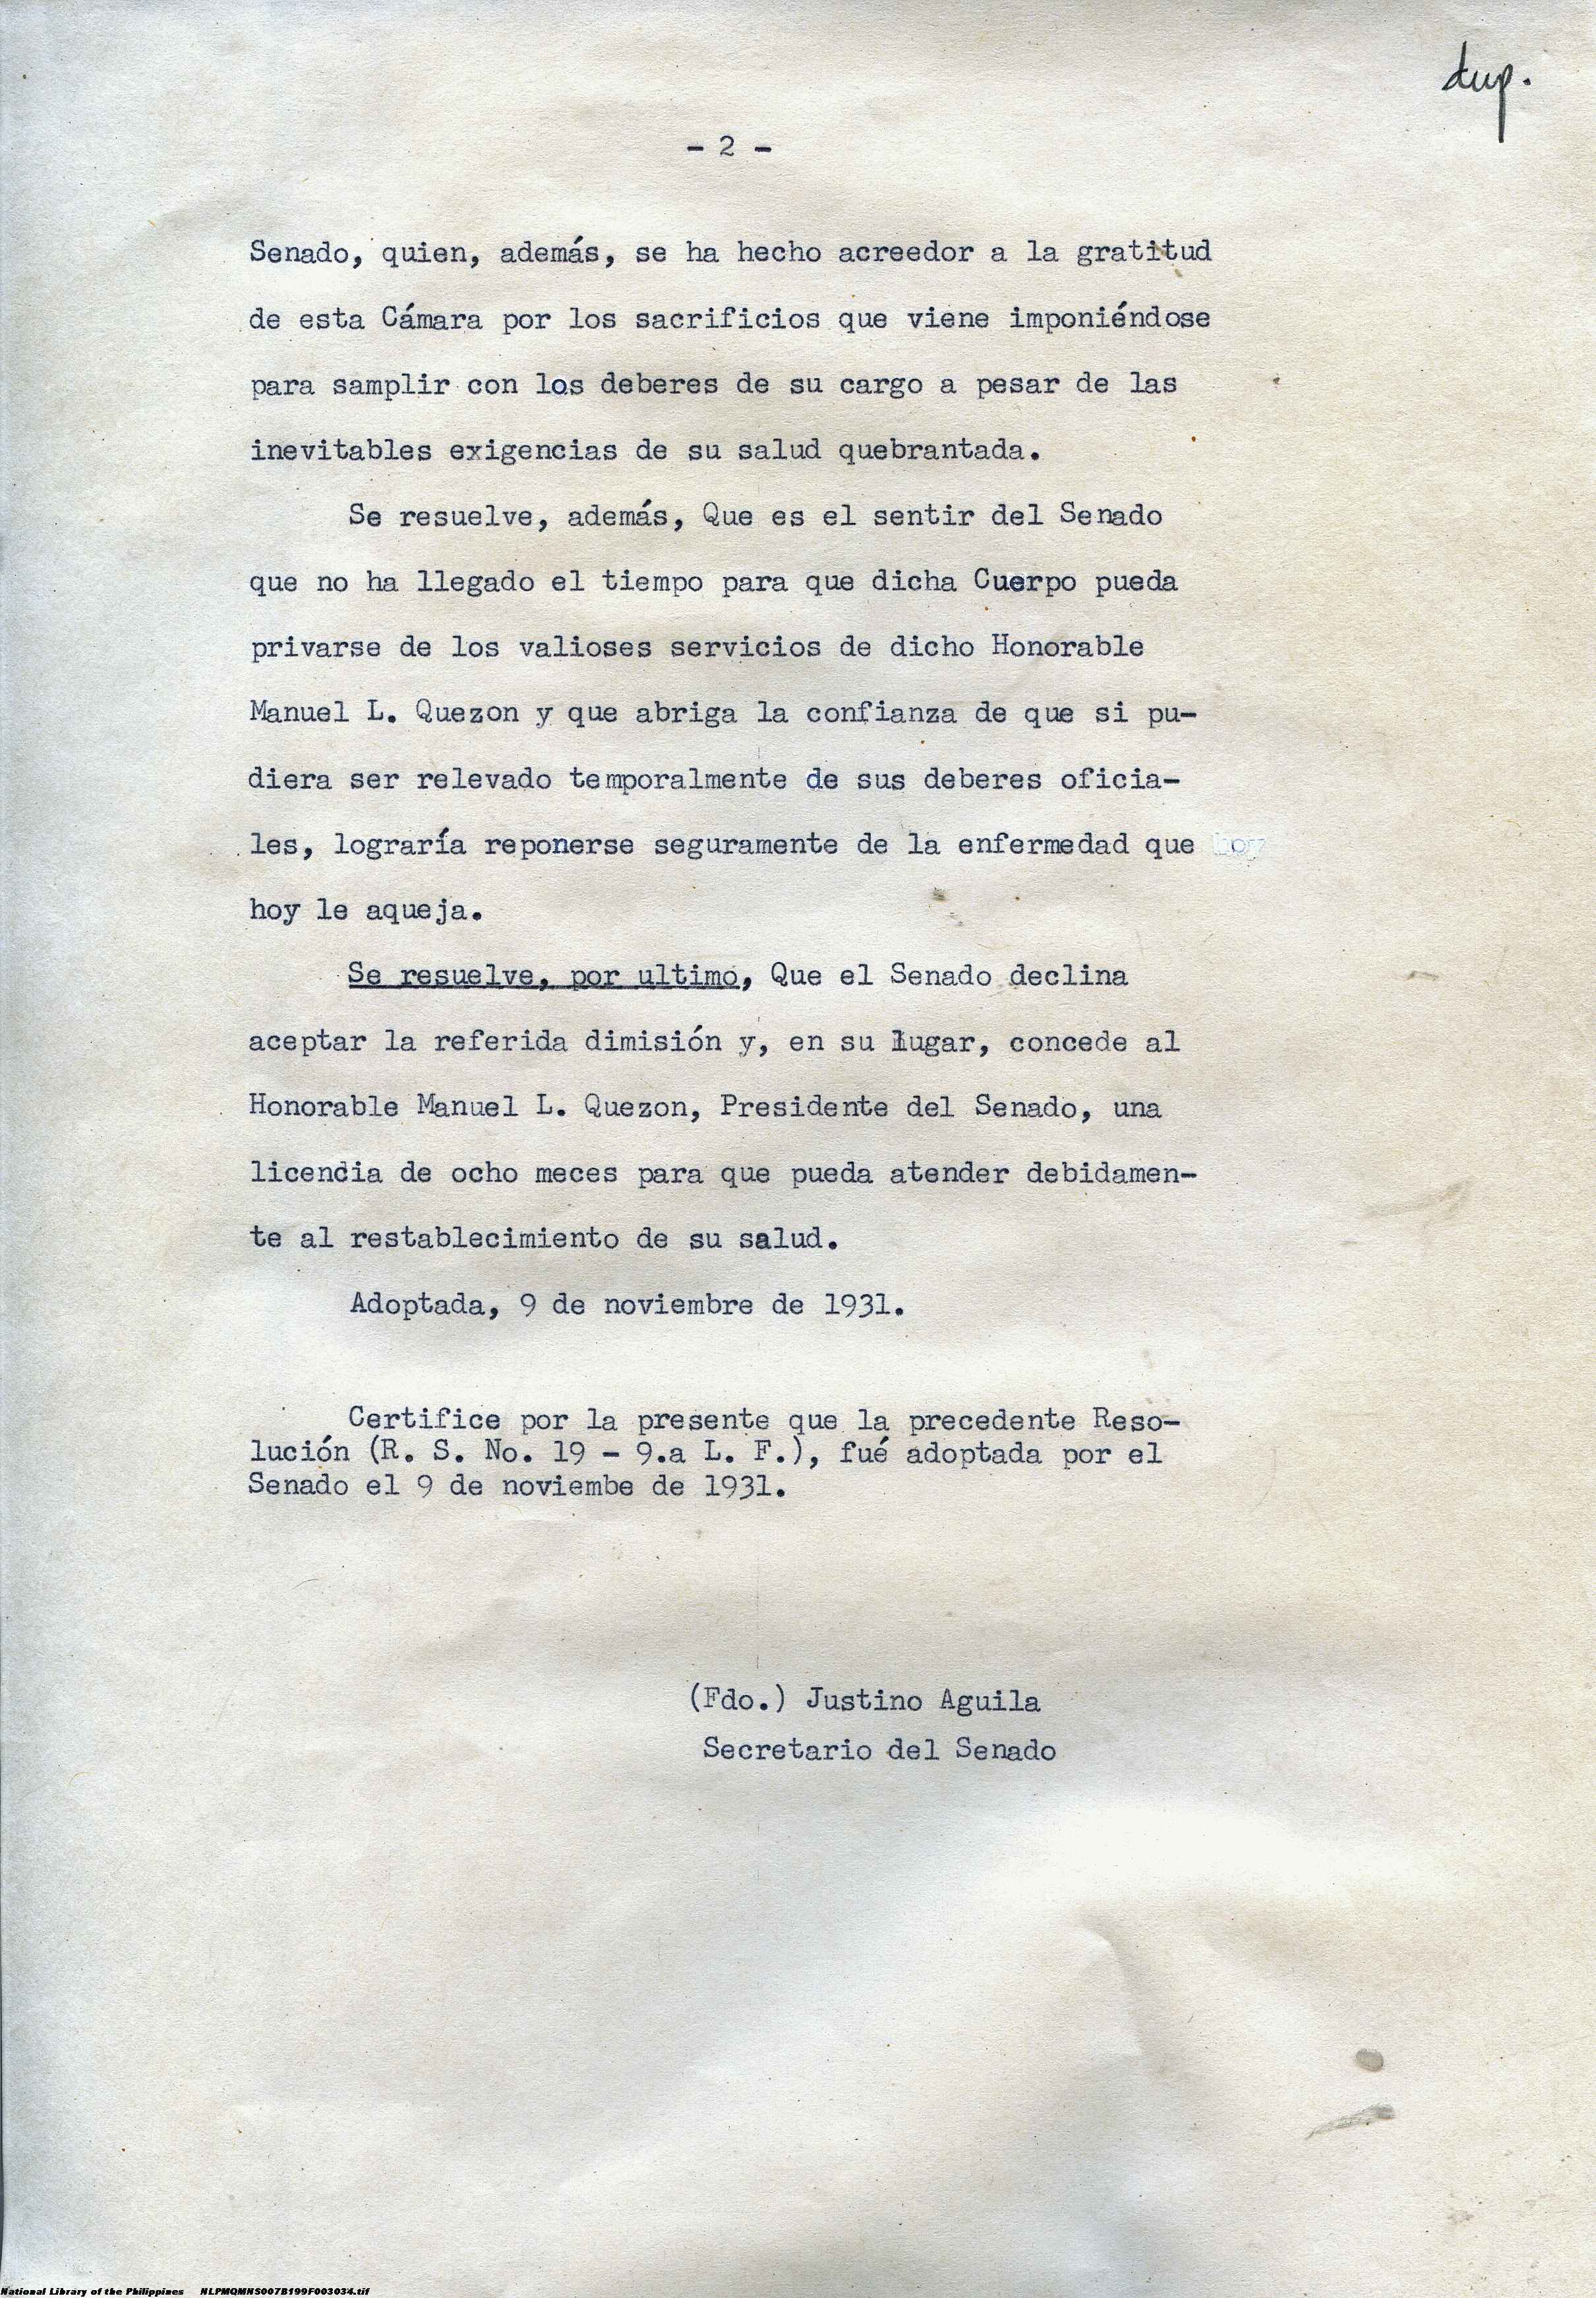 dup.
- 2 -
Senado, quien, además, se ha hecho acreedor a la gratitud
de esta Cámara por los sacrificios que viene imponiéndose
para samplir con los deberes de su cargo a pesar de las
inevitables exigencias de su salud quebrantada.
Se resuelve, además, Que es el sentir del Senado
que no ha llegado el tiempo para que dicha Cuerpo pueda
privarse de los valioses servicios de dicho Honorable
Manuel L. Quezon y que abriga la confianza de que si pu-
diera ser relevado temporalmente de sus deberes oficia-
les, lograría reponerse seguramente de la enfermedad que
hoy le aqueja.
Se resuelve, por ultimo, Que el Senado declina
aceptar la referida dimisión y, en su lugar, concede al
Honorable Manuel L. Quezon, Presidente del Senado, una
licencia de ocho meces para que pueda atender debidamen-
te al restablecimiento de su salud.
Adoptada, 9 de noviembre de 1931.
Certifice por la presente que la precedente Reso-
lución (R. S. No. 19 - 9.a L. F.), fué adoptada por el
Senado el 9 de noviembe de 1931.
(Fdo.) Justino Aguila
Secretario del Senado
National Library of the Philippines NLPMQMNS007B199F003034.tif